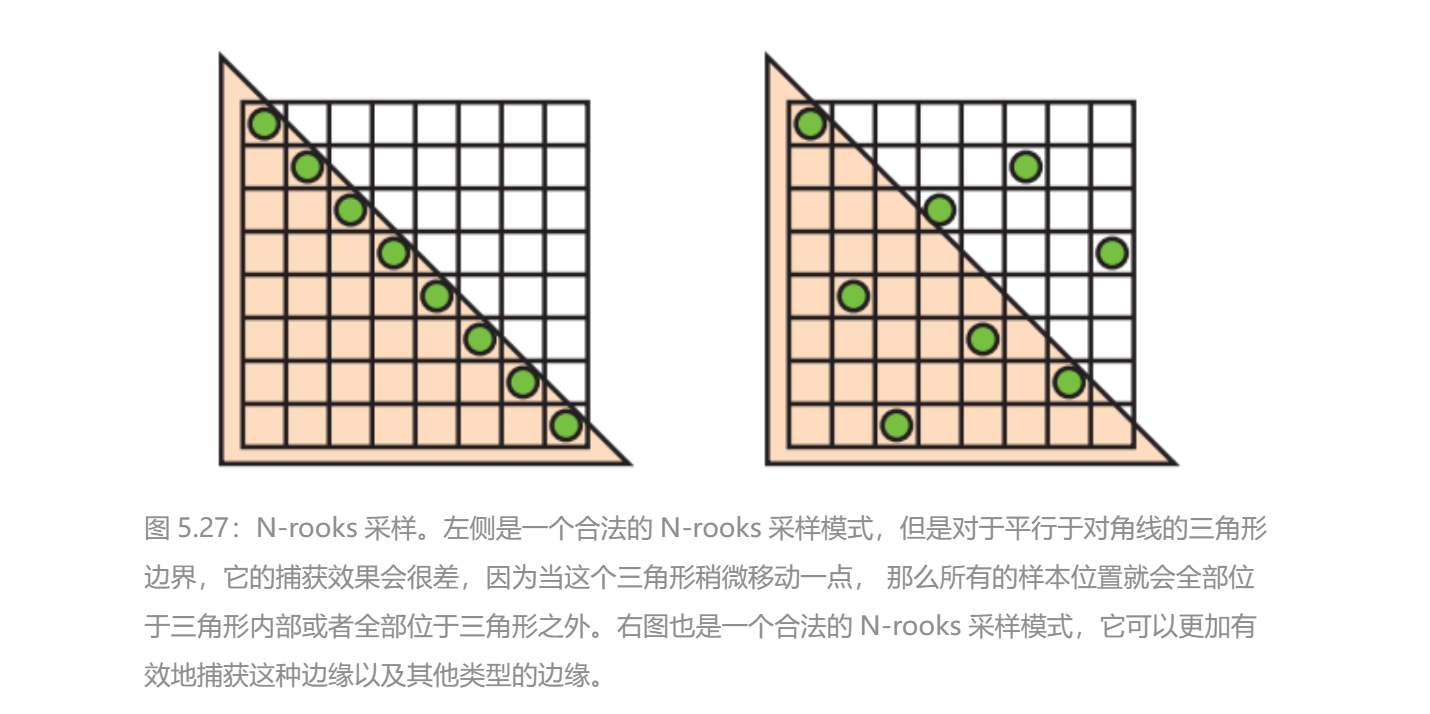 图 5.27：N-rooks 采样。左侧是一个合法的 N-rooks 采样模式，但是对于平行于对角线的三角形
边界，它的捕获效果会很差，因为当这个三角形稍微移动一点， 那么所有的样本位置就会全部位
于三角形内部或者全部位于三角形之外。右图也是一个合法的 N-rooks 采样模式，它可以更加有
效地捕获这种边缘以及其他类型的边缘。